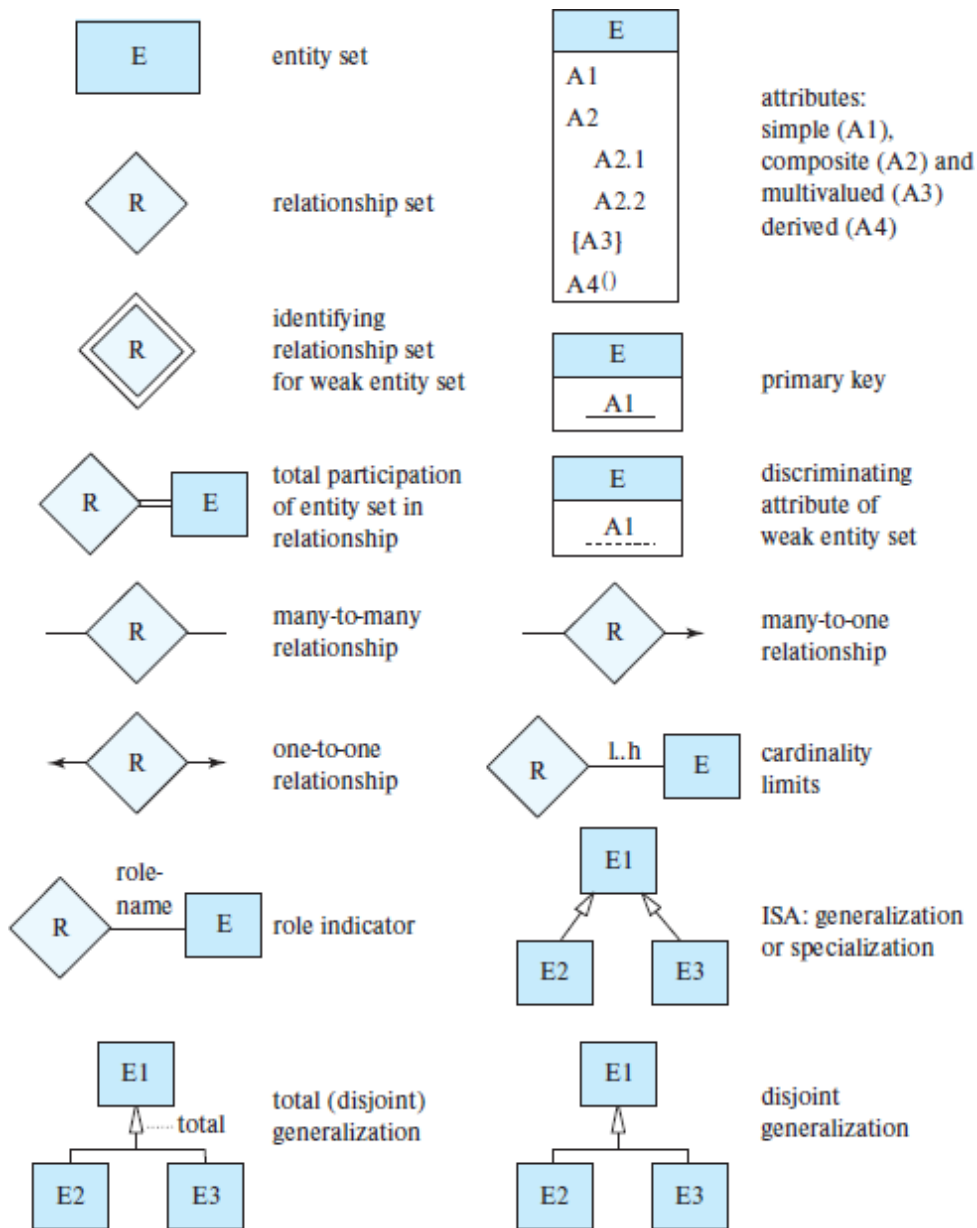 E
entity set
R
relationship set
R
identifying
relationship set
for weak entity set
R
E
total participation
of entity set in
relationship
R
many-to-many
relationship
R
one-to-one
relationship
R
role-
name
E
role indicator
E1
total
E2
E3
total (disjoint)
generalization
E
A1
A2
A2.1
A2.2
{A3}
A4()
attributes:
simple (A1),
composite (A2) and
multivalued (A3)
derived (A4)
E
A1
primary key
E
A1
discriminating
attribute of
weak entity set
R
many-to-one
relationship
R
l..h
E
cardinality
limits
E1
E2
E3
ISA: generalization
or specialization
E1
E2
E3
disjoint
generalization